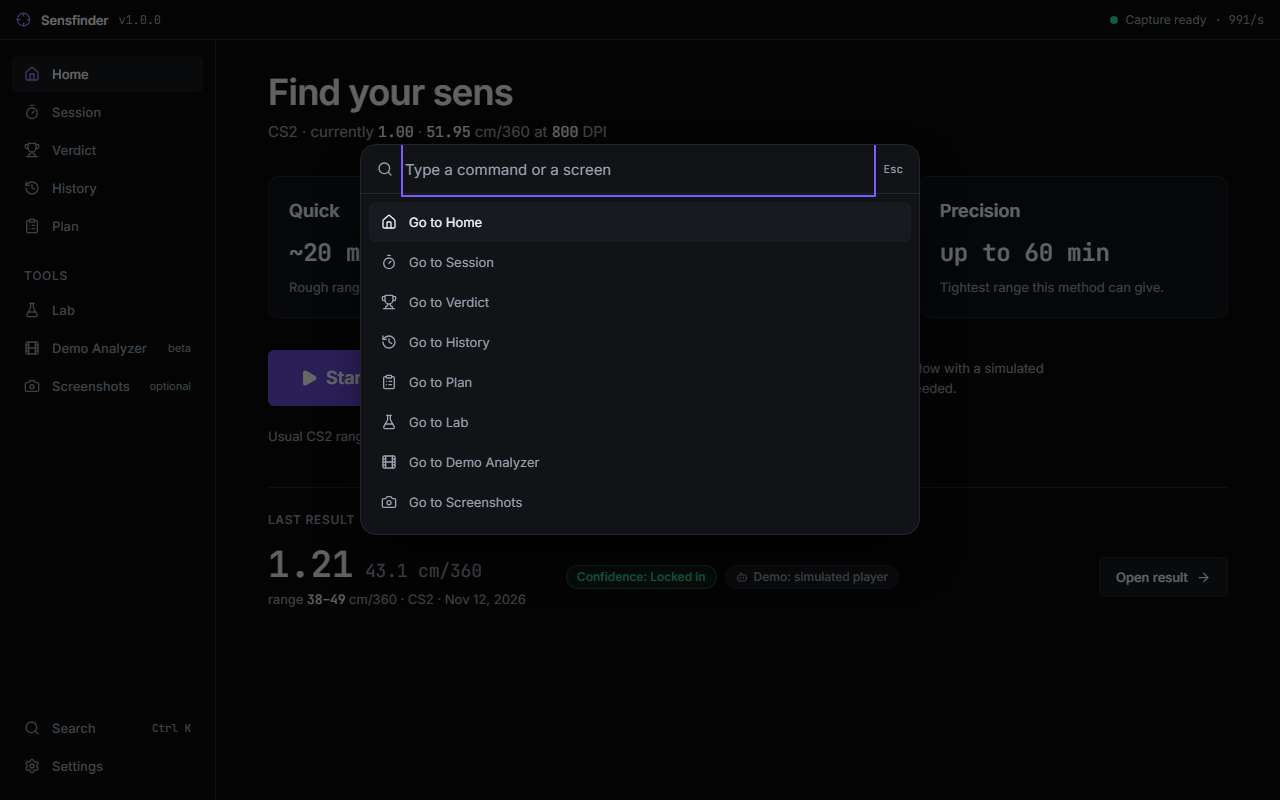 Sensfinder v1.0.0
Capture ready · 991/s
Home
Session
Verdict
History
Plan
TOOLS
Lab
Demo Analyzer beta
Screenshots optional
Search Ctrl K
Settings
Find your sens
CS2 · currently 1.00 · 51.95 cm/360 at 800 DPI
Type a command or a screen Esc
Go to Home
Go to Session
Go to Verdict
Go to History
Go to Plan
Go to Lab
Go to Demo Analyzer
Go to Screenshots
Quick
~20 m
Rough rang
Precision
up to 60 min
Tightest range this method can give.
Star
low with a simulated
eeded.
Usual CS2 rang
LAST RESULT
1.21 43.1 cm/360
range 38–49 cm/360 · CS2 · Nov 12, 2026
Confidence: Locked in
Demo: simulated player
Open result